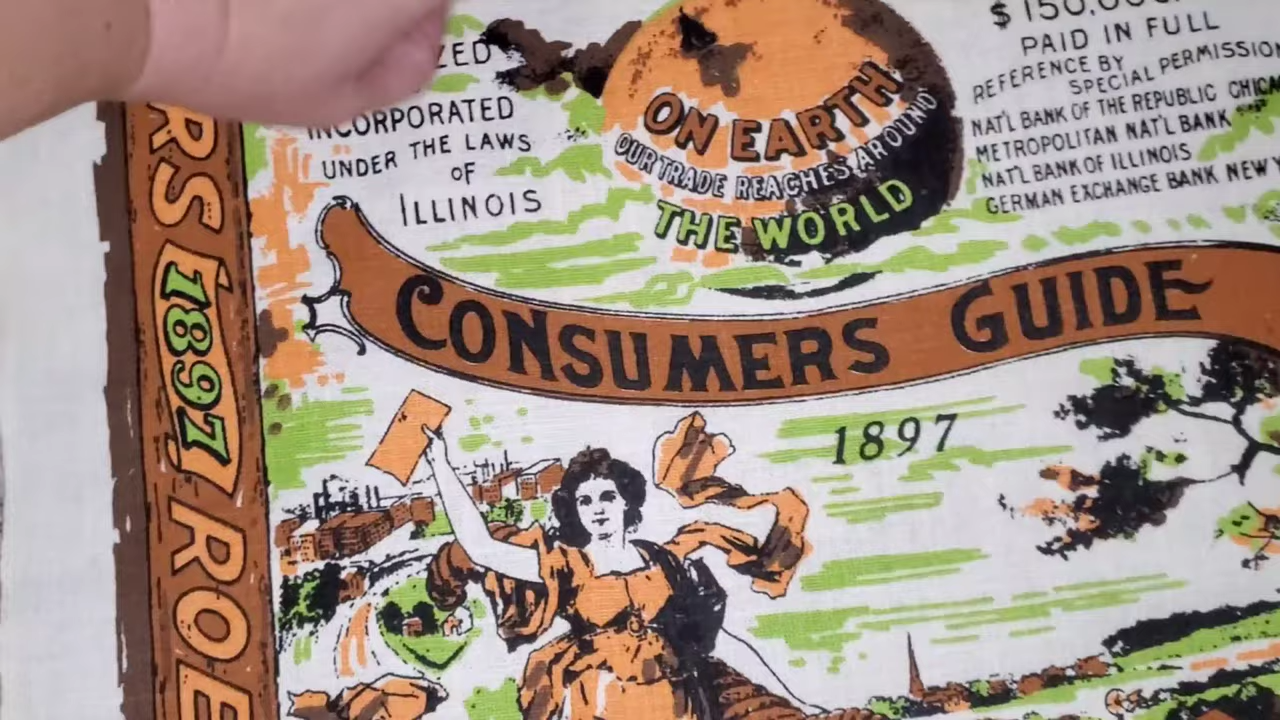 INCORPORATED
UNDER THE LAWS
OF
ILLINOIS
ON EARTH
OUR TRADE REACHES AROUND
THE WORLD
PAID IN FULL
REFERENCE BY
SPECIAL PERMISSION
NAT'L BANK OF THE REPUBLIC
METROPOLITAN NAT'L BANK
NAT'L BANK OF ILLINOIS
GERMAN EXCHANGE BANK NEW
CONSUMERS GUIDE
1897
RS 1897 ROE